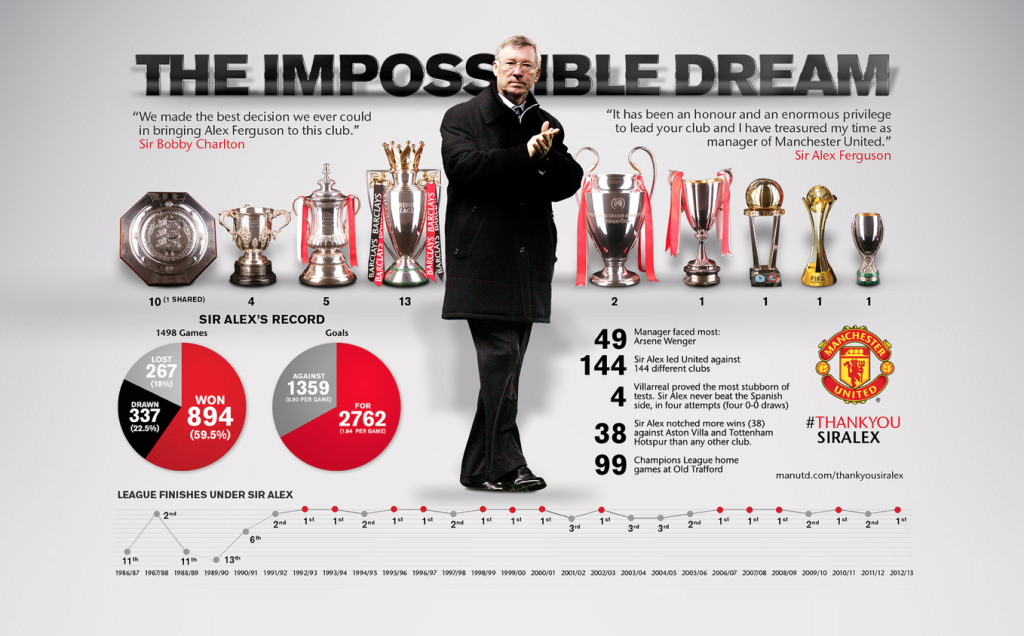 THE IMPOSSIBLE DREAM
“We made the best decision we ever could
in bringing Alex Ferguson to this club.”
Sir Bobby Charlton
“It has been an honour and an enormous privilege
to lead your club and I have treasured my time as
manager of Manchester United.”
Sir Alex Ferguson
BARCLAYS
BARCLAYS
BARCLAYS
BARCLAYS
FIFA
10 (1 SHARED)
4
5
13
2
1
1
1
1
SIR ALEX'S RECORD
1498 Games
LOST
267
(18%)
DRAWN
337
(22.5%)
WON
894
(59.5%)
Goals
AGAINST
1359
(0.90 PER GAME)
FOR
2762
(1.84 PER GAME)
49
Manager faced most:
Arsene Wenger
144
Sir Alex led United against
144 different clubs
4
Villarreal proved the most stubborn of
tests. Sir Alex never beat the Spanish
side, in four attempts (four 0-0 draws)
38
Sir Alex notched more wins (38)
against Aston Villa and Tottenham
Hotspur than any other club.
99
Champions League home
games at Old Trafford
MANCHESTER
UNITED
#THANKYOU
SIRALEX
manutd.com/thankyousiralex
LEAGUE FINISHES UNDER SIR ALEX
11th 2nd 11th 13th 6th 2nd 1st 1st 2nd 1st 1st 2nd 1st 1st 1st 3rd 1st 3rd 3rd 2nd 1st 1st 1st 2nd 1st 2nd 1st
1986/87 1987/88 1988/89 1989/90 1990/91 1991/92 1992/93 1993/94 1994/95 1995/96 1996/97 1997/98 1998/99 1999/00 2000/01 2001/02 2002/03 2003/04 2004/05 2005/06 2006/07 2007/08 2008/09 2009/10 2010/11 2011/12 2012/13